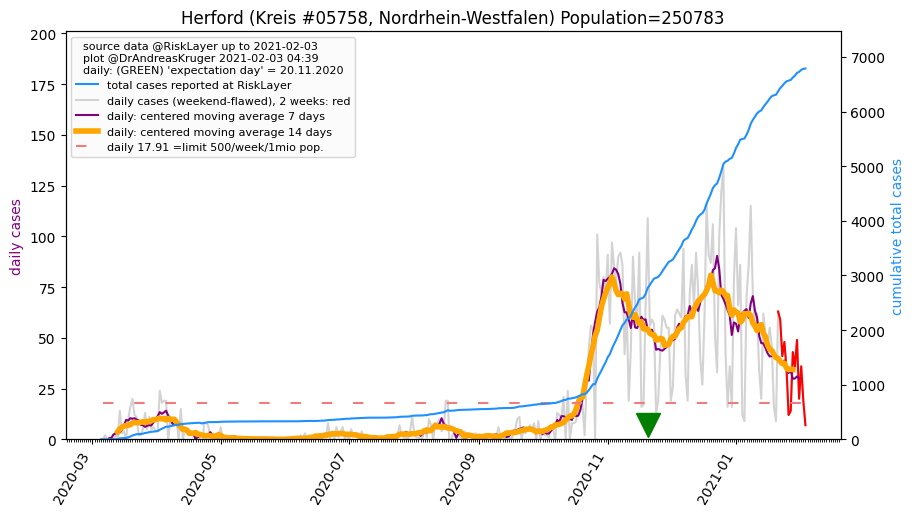 Herford (Kreis #05758, Nordrhein-Westfalen) Population=250783
source data @RiskLayer up to 2021-02-03
plot @DrAndreasKruger 2021-02-03 04:39
daily: (GREEN) 'expectation day' = 20.11.2020
total cases reported at RiskLayer
daily cases (weekend-flawed), 2 weeks: red
daily: centered moving average 7 days
daily: centered moving average 14 days
daily 17.91 =limit 500/week/1mio pop.
daily cases
200
175
150
125
100
75
50
25
0
7000
6000
5000
4000
3000
2000
1000
0
cumulative total cases
2020-03
2020-05
2020-07
2020-09
2020-11
2021-01